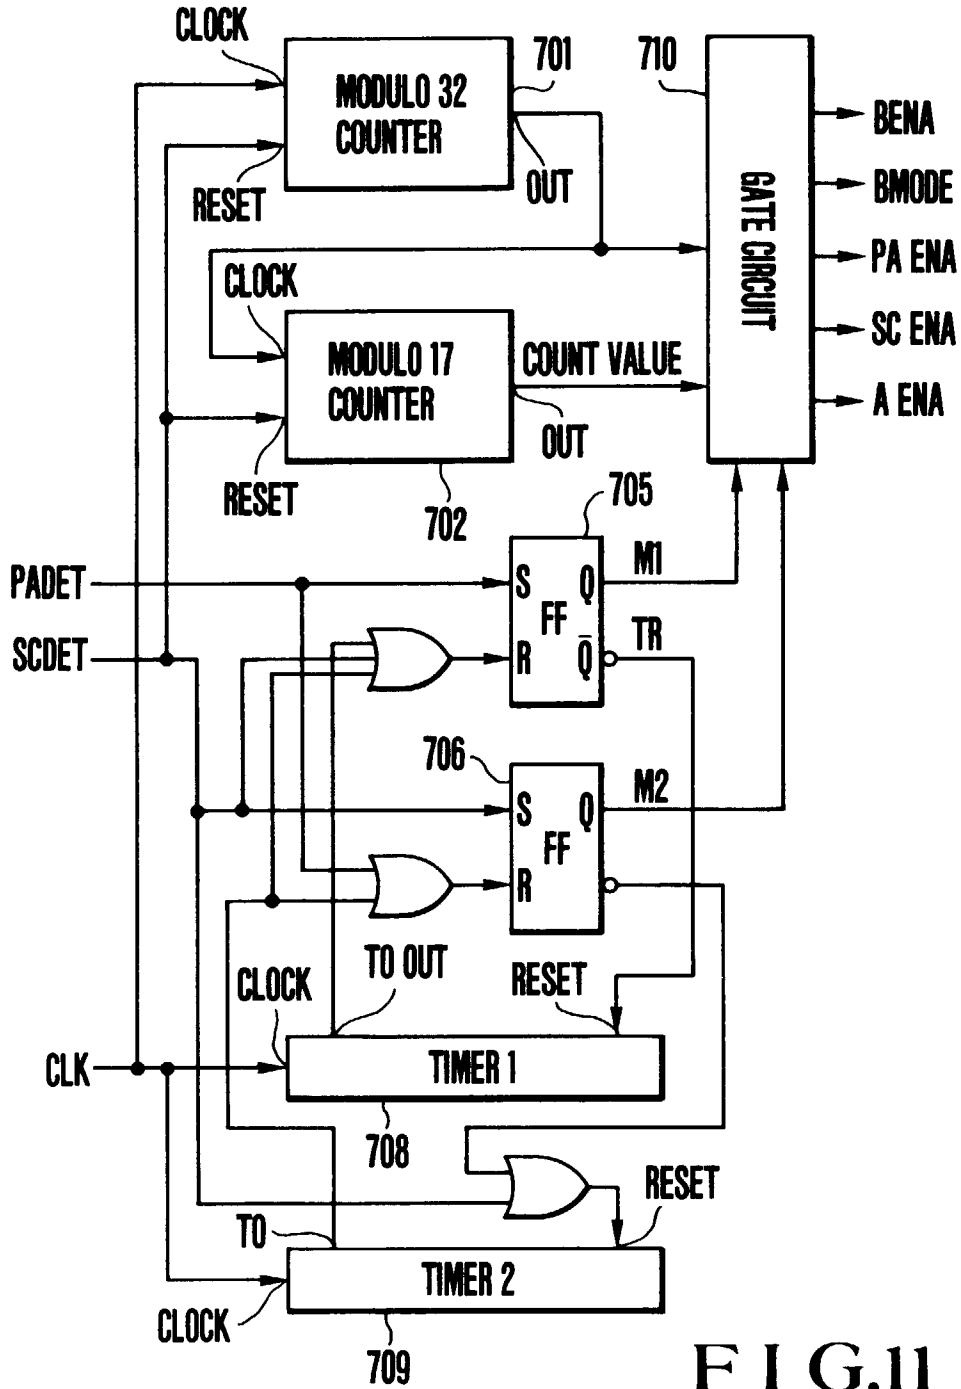 CLOCK
MODULO 32
COUNTER
701
710
RESET
OUT
GATE CIRCUIT
BENA
BMODE
PA ENA
SC ENA
A ENA
CLOCK
MODULO 17
COUNTER
COUNT VALUE
OUT
RESET
702
705
PADET
S Q
M1
FF
SCDET
R Q̅
TR
706
S Q
M2
FF
R
TO OUT
CLOCK
RESET
CLK
TIMER 1
708
RESET
TO
TIMER 2
CLOCK
709
FIG.11